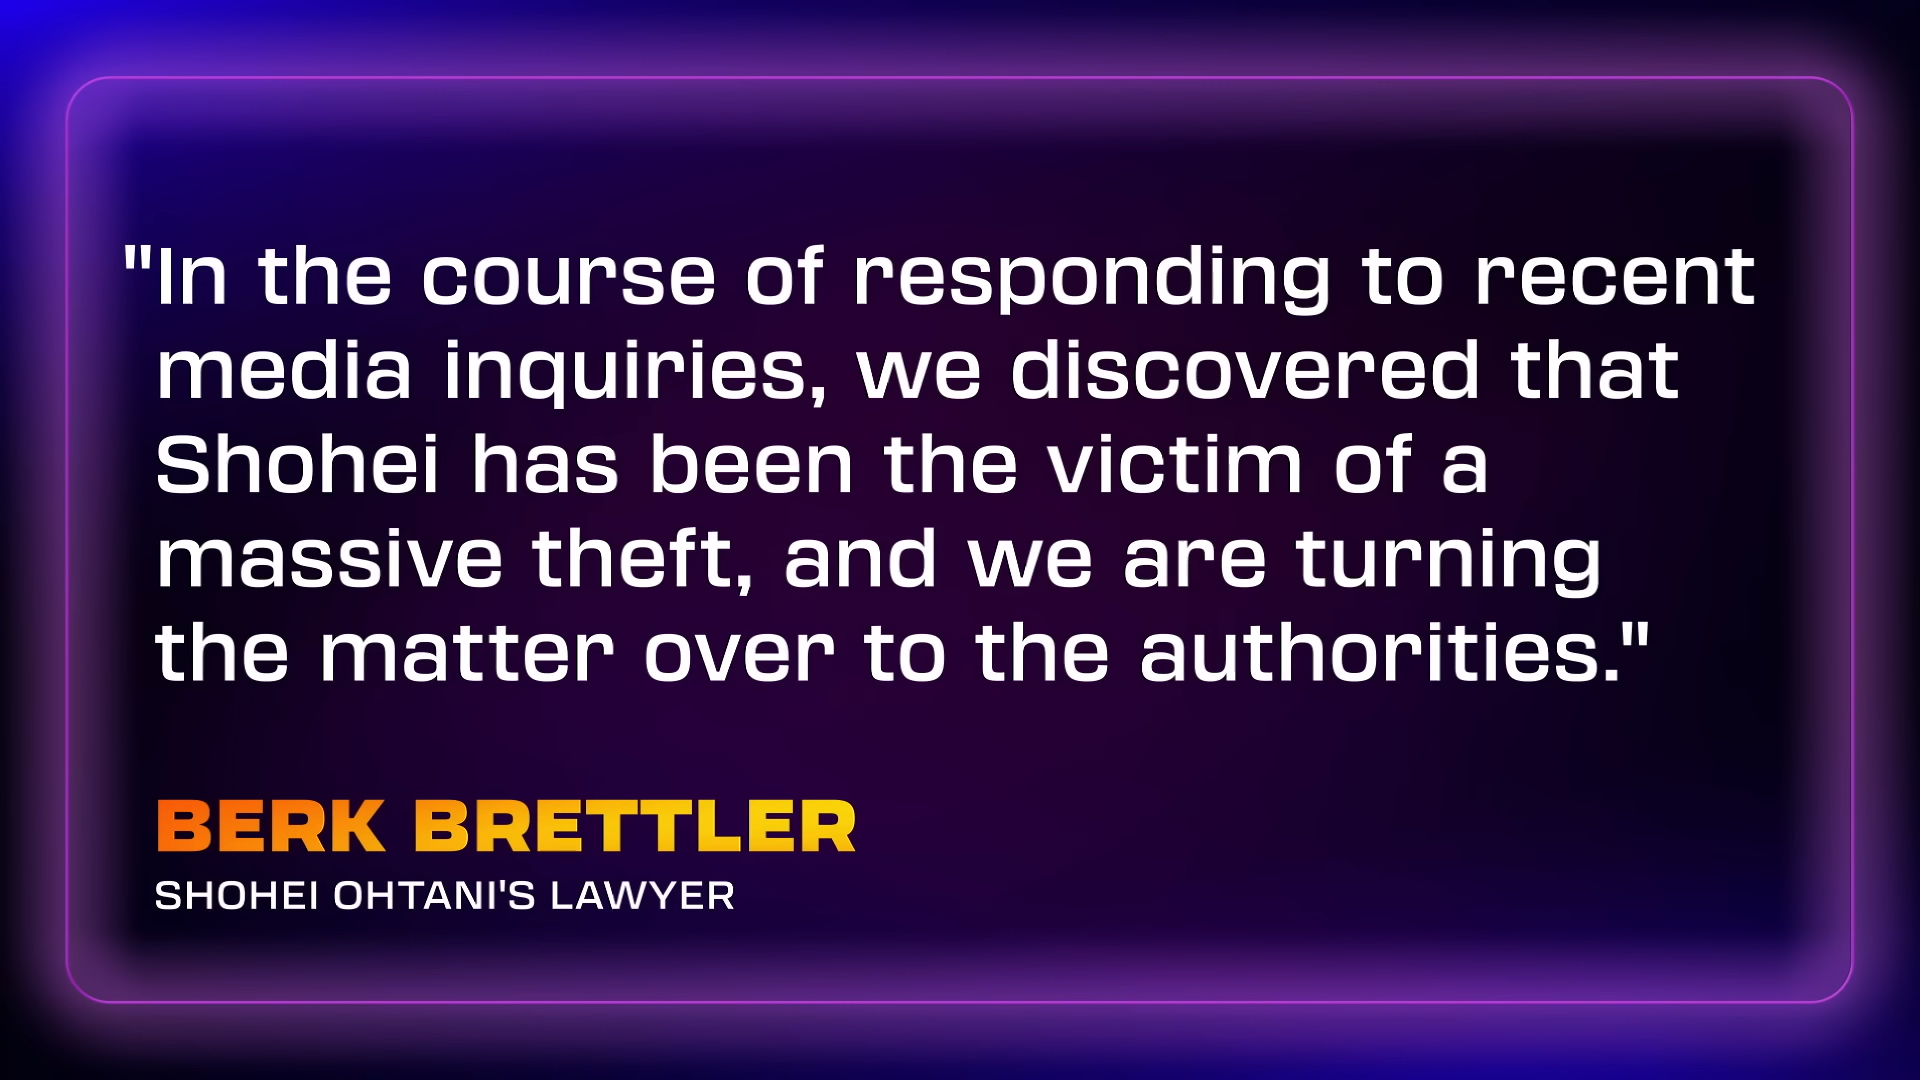 "In the course of responding to recent
media inquiries, we discovered that
Shohei has been the victim of a
massive theft, and we are turning
the matter over to the authorities."
BERK BRETTLER
SHOHEI OHTANI'S LAWYER